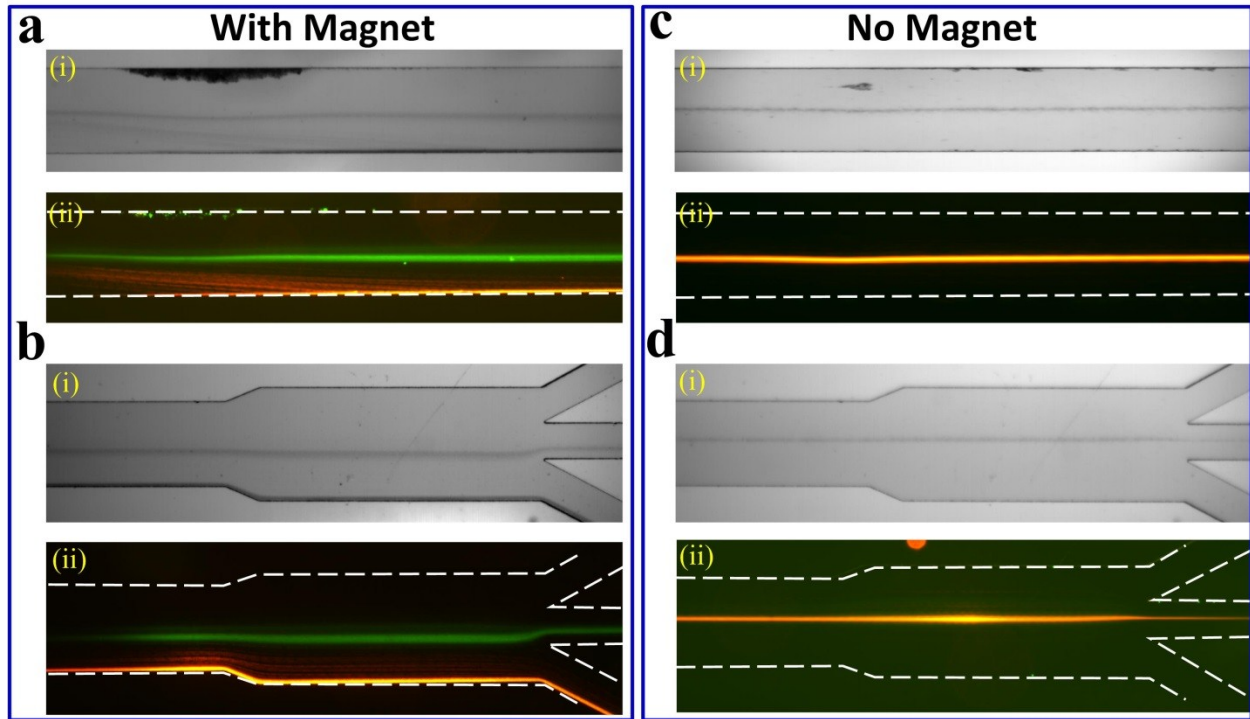 a
With Magnet
(i)
(ii)
b
(i)
(ii)
c
No Magnet
(i)
(ii)
d
(i)
(ii)